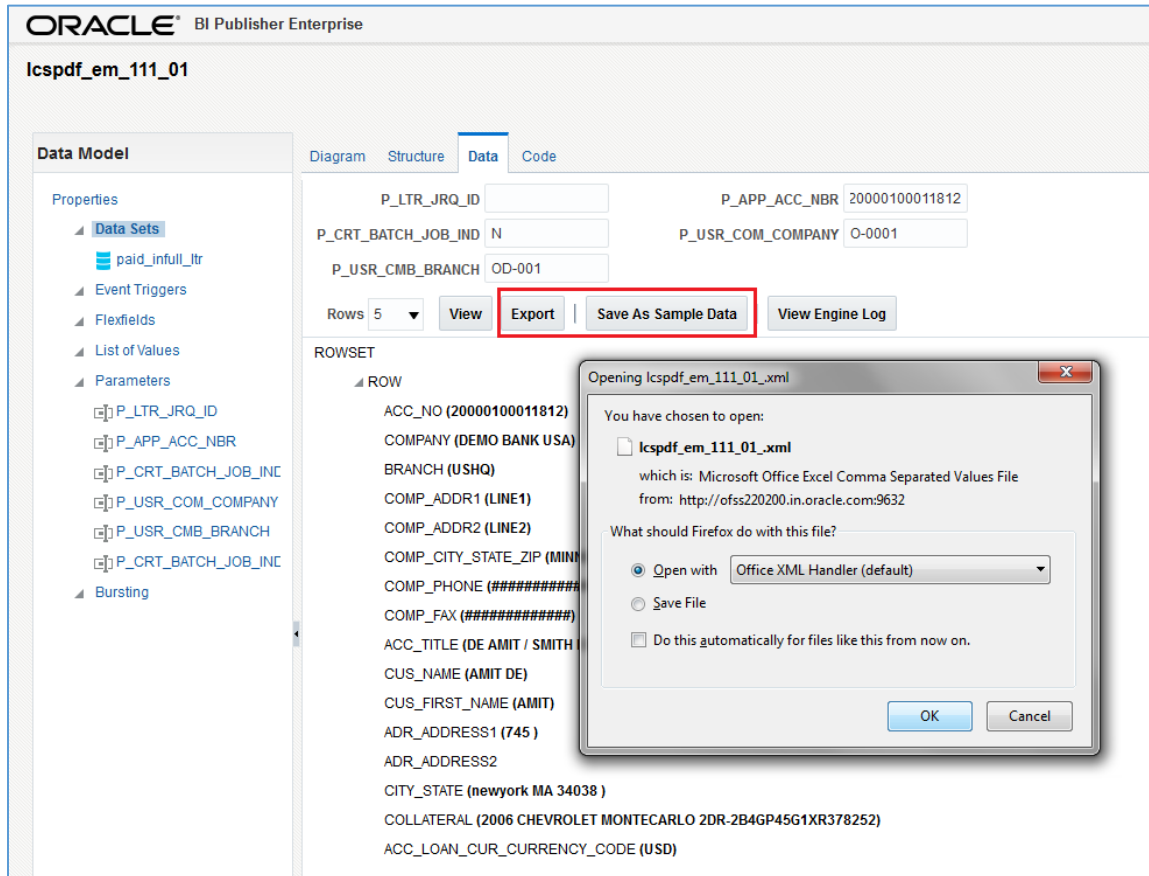 ORACLE® BI Publisher Enterprise
lcspdf_em_111_01
Data Model
Properties
Data Sets
paid_infull_ltr
Event Triggers
Flexfields
List of Values
Parameters
P_LTR_JRQ_ID
P_APP_ACC_NBR
P_CRT_BATCH_JOB_IND
P_USR_COM_COMPANY
P_USR_CMB_BRANCH
P_CRT_BATCH_JOB_IND
Bursting
Diagram Structure Data Code
P_LTR_JRQ_ID P_APP_ACC_NBR 20000100011812
P_CRT_BATCH_JOB_IND N P_USR_COM_COMPANY O-0001
P_USR_CMB_BRANCH OD-001
Rows 5 View Export Save As Sample Data View Engine Log
ROWSET
ROW
ACC_NO (20000100011812)
COMPANY (DEMO BANK USA)
BRANCH (USHQ)
COMP_ADDR1 (LINE1)
COMP_ADDR2 (LINE2)
COMP_CITY_STATE_ZIP (MINN
COMP_PHONE (############
COMP_FAX (#############)
ACC_TITLE (DE AMIT / SMITH
CUS_NAME (AMIT DE)
CUS_FIRST_NAME (AMIT)
ADR_ADDRESS1 (745 )
ADR_ADDRESS2
CITY_STATE (newyork MA 34038 )
COLLATERAL (2006 CHEVROLET MONTECARLO 2DR-2B4GP45G1XR378252)
ACC_LOAN_CUR_CURRENCY_CODE (USD)
Opening lcspdf_em_111_01_.xml
You have chosen to open:
lcspdf_em_111_01_.xml
which is: Microsoft Office Excel Comma Separated Values File
from: http://ofss220200.in.oracle.com:9632
What should Firefox do with this file?
Open with Office XML Handler (default)
Save File
Do this automatically for files like this from now on.
OK Cancel